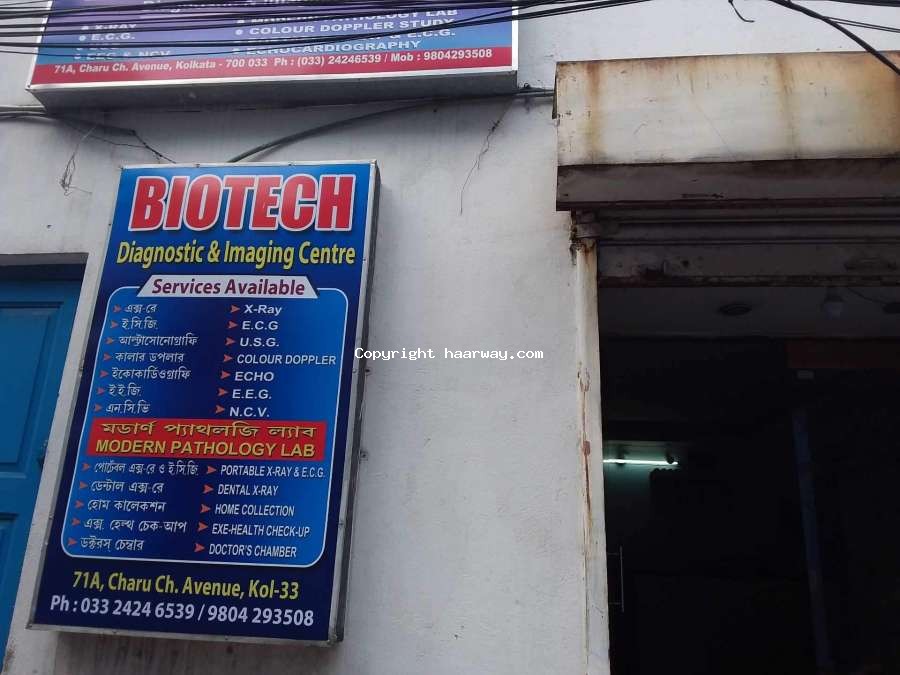 • X-RAY
• E.C.G.
• COLOUR DOPPLER STUDY
ECHOCARDIOGRAPHY
71A, Charu Ch. Avenue, Kolkata - 700 033 Ph : (033) 24246539 / Mob : 9804293508
BIOTECH
Diagnostic & Imaging Centre
Services Available
➤ এক্স-রে ➤ X-Ray
➤ ই.সি.জি. ➤ E.C.G
➤ আল্ট্রাসোনোগ্রাফি ➤ U.S.G.
➤ কালার ডপলার ➤ COLOUR DOPPLER
➤ ইকোকার্ডিওগ্রাফি ➤ ECHO
➤ ই.ই.জি. ➤ E.E.G.
➤ এন.সি.ভি ➤ N.C.V.
মডার্ণ প্যাথলজি ল্যাব
MODERN PATHOLOGY LAB
➤ পোর্টেবল এক্স-রে ও ই.সি.জি. ➤ PORTABLE X-RAY & E.C.G.
➤ ডেন্টাল এক্স-রে ➤ DENTAL X-RAY
➤ হোম কালেকশন ➤ HOME COLLECTION
➤ এক্স. হেল্থ চেক-আপ ➤ EXE-HEALTH CHECK-UP
➤ ডক্টরস্ চেম্বার ➤ DOCTOR'S CHAMBER
71A, Charu Ch. Avenue, Kol-33
Ph : 033 2424 6539 / 9804 293508
Copyright haarway.com